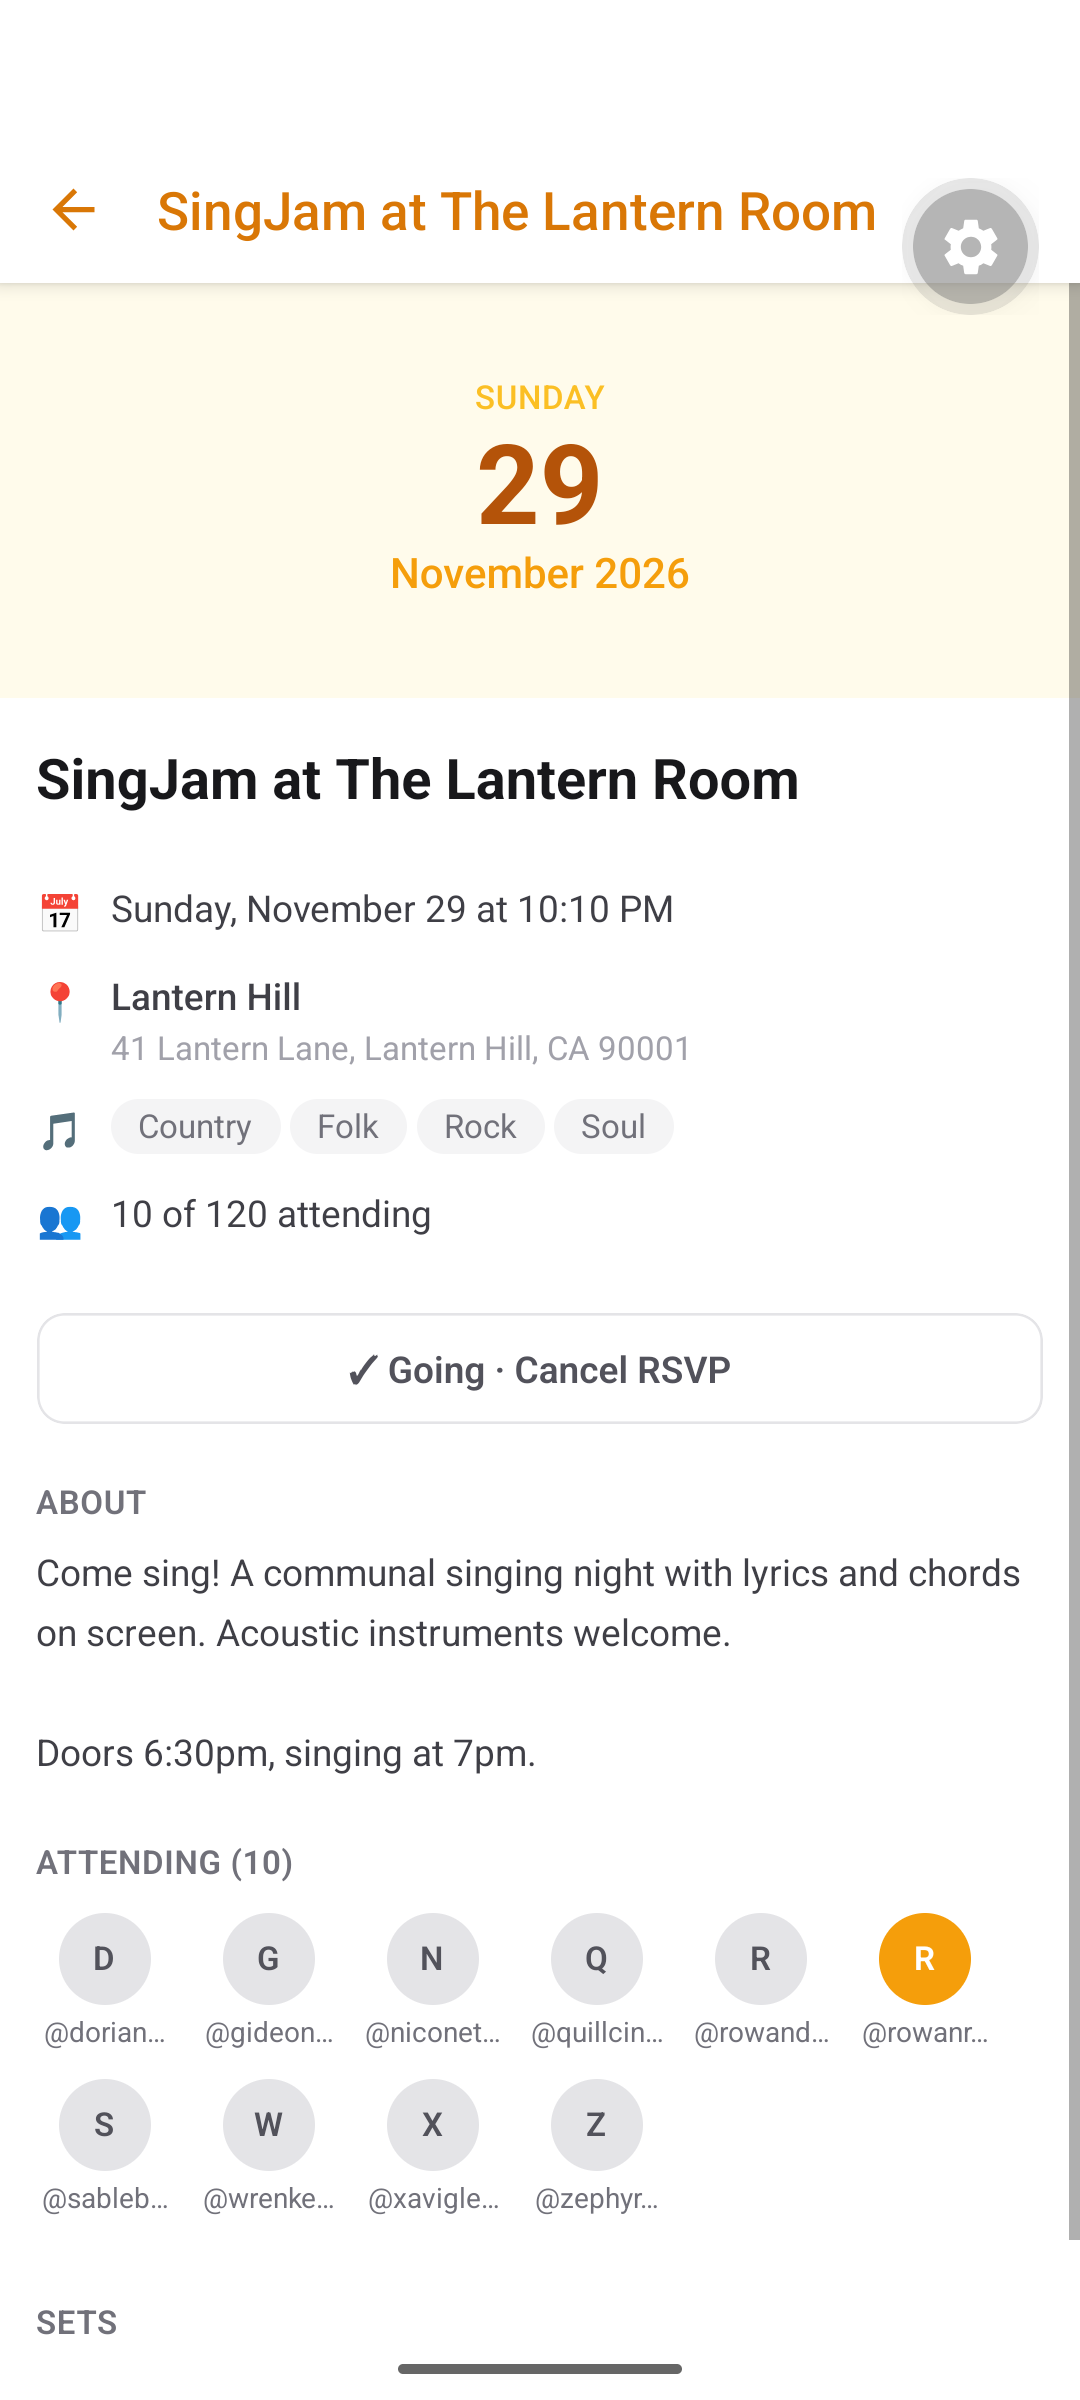 SingJam at The Lantern Room
SUNDAY
29
November 2026
SingJam at The Lantern Room
July
17
Sunday, November 29 at 10:10 PM
Lantern Hill
41 Lantern Lane, Lantern Hill, CA 90001
Country Folk Rock Soul
10 of 120 attending
✓ Going · Cancel RSVP
ABOUT
Come sing! A communal singing night with lyrics and chords
on screen. Acoustic instruments welcome.
Doors 6:30pm, singing at 7pm.
ATTENDING (10)
D G N Q R R
@dorian... @gideon... @niconet... @quillcin... @rowand... @rowanr...
S W X Z
@sableb... @wrenke... @xavigle... @zephyr...
SETS